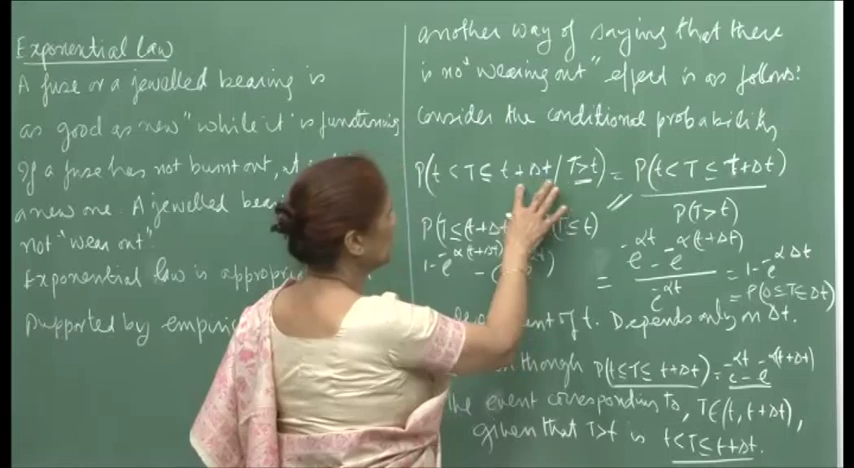 Exponential law
A fuse or a jewelled bearing is
as good as new" while it is functioning
If a fuse has not burnt out, it
a new one. A jewelled
not "wear out".
Exponential law is
supported by
another way of saying that there
is no "wearing out" effect is as follows:
Consider the conditional probability
P(t < T ≤ t + Δt / T > t) = P(t < T ≤ t + Δt)
P(T > t)
P(T ≤ (t + Δt) T ≤ t)
1 - e^{-α(t+Δt)} - (
= e^{-αt} - e^{-α(t+Δt)} / e^{-αt} = 1 - e^{-αΔt}
= P(0 ≤ T ≤ Δt)
of t. Depends only on Δt.
though P(t ≤ T ≤ t + Δt) = e^{-αt} - e^{-α(t+Δt)}
the event corresponding to, T ∈ (t, t + Δt),
given that T > t is t < T ≤ t + Δt.